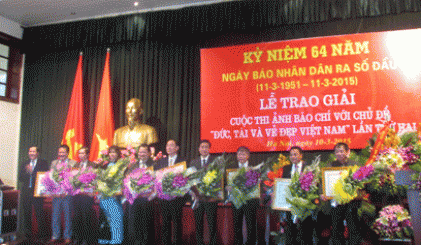 KỶ NIỆM 64 NĂM
NGÀY BÁO NHÂN DÂN RA SỐ ĐẦU
(11-3-1951 – 11-3-2015)
LỄ TRAO GIẢI
CUỘC THI ẢNH BÁO CHÍ VỚI CHỦ ĐỀ
"ĐỨC, TÀI VÀ VẺ ĐẸP VIỆT NAM" LẦN THỨ HAI
Hà Nội, 10-3-